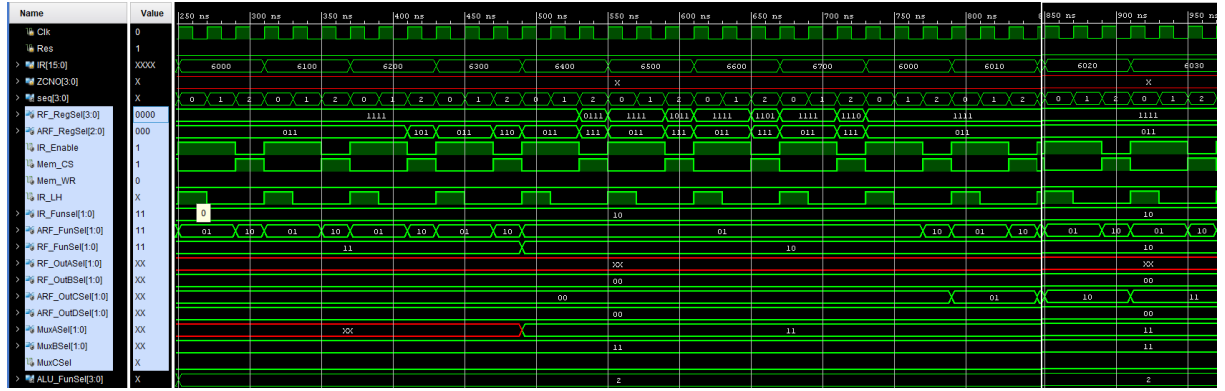 Name Value 250 ns 300 ns 350 ns 400 ns 450 ns 500 ns 550 ns 600 ns 650 ns 700 ns 750 ns 800 ns 850 ns 900 ns 950 ns
Clk 0
Res 1
IR[15:0] XXXX 6000 6100 6200 6300 6400 6500 6600 6700 6000 6010 6020 6030
ZCNO[3:0] X X X
seq[3:0] X 0 1 2 0 1 2 0 1 2 0 1 2 0 1 2 0 1 2 0 1 2 0 1 2 0 1 2 0 1 2 0 1 2 0 1 2
RF_RegSel[3:0] 0000 1111 0111 1111 1011 1111 1101 1111 1110 1111 1111
ARF_RegSel[2:0] 000 011 101 011 110 011 111 011 111 011 111 011 111 011 011
IR_Enable 1
Mem_CS 1
Mem_WR 0
IR_LH X
0
IR_Funsel[1:0] 11 10 10
ARF_FunSel[1:0] 11 01 10 01 10 01 10 01 10 01 10 01 10 01 10 01 10
RF_FunSel[1:0] 11 11 10 10
RF_OutASel[1:0] XX XX XX
RF_OutBSel[1:0] XX 00 00
ARF_OutCSel[1:0] XX 00 01 10 11
ARF_OutDSel[1:0] XX 00 00
MuxASel[1:0] XX XX 11 11
MuxBSel[1:0] XX 11 11
MuxCSel X
ALU_FunSel[3:0] X 2 2